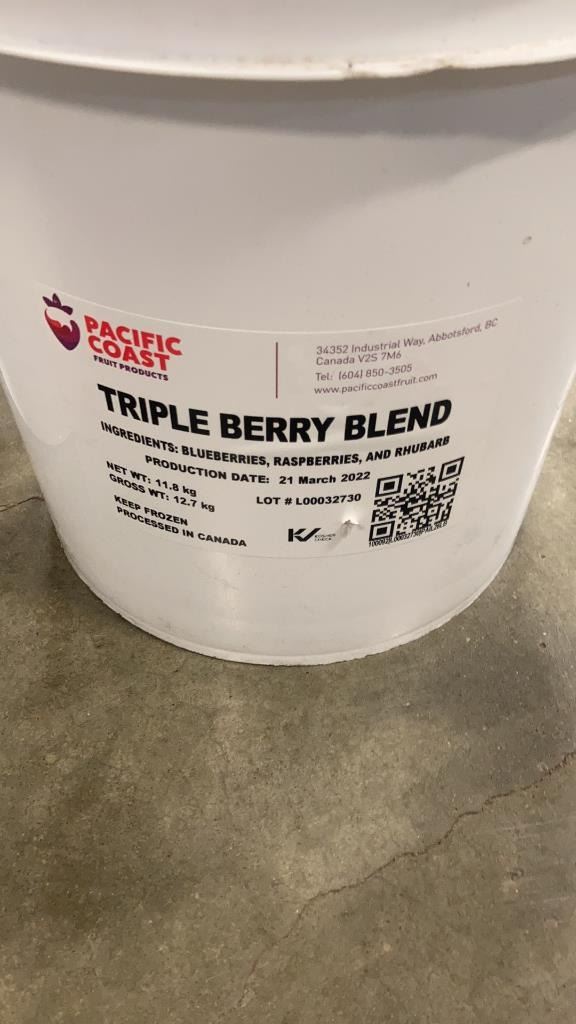 PACIFIC
COAST
FRUIT PRODUCTS
34352 Industrial Way, Abbotsford, BC
Canada V2S 7M6
Tel: (604) 850-3505
www.pacificcoastfruit.com
TRIPLE BERRY BLEND
INGREDIENTS: BLUEBERRIES, RASPBERRIES, AND RHUBARB
PRODUCTION DATE: 21 March 2022
NET WT: 11.8 kg
GROSS WT: 12.7 kg
LOT # L00032730
KEEP FROZEN
PROCESSED IN CANADA
KOSHER
CHECK